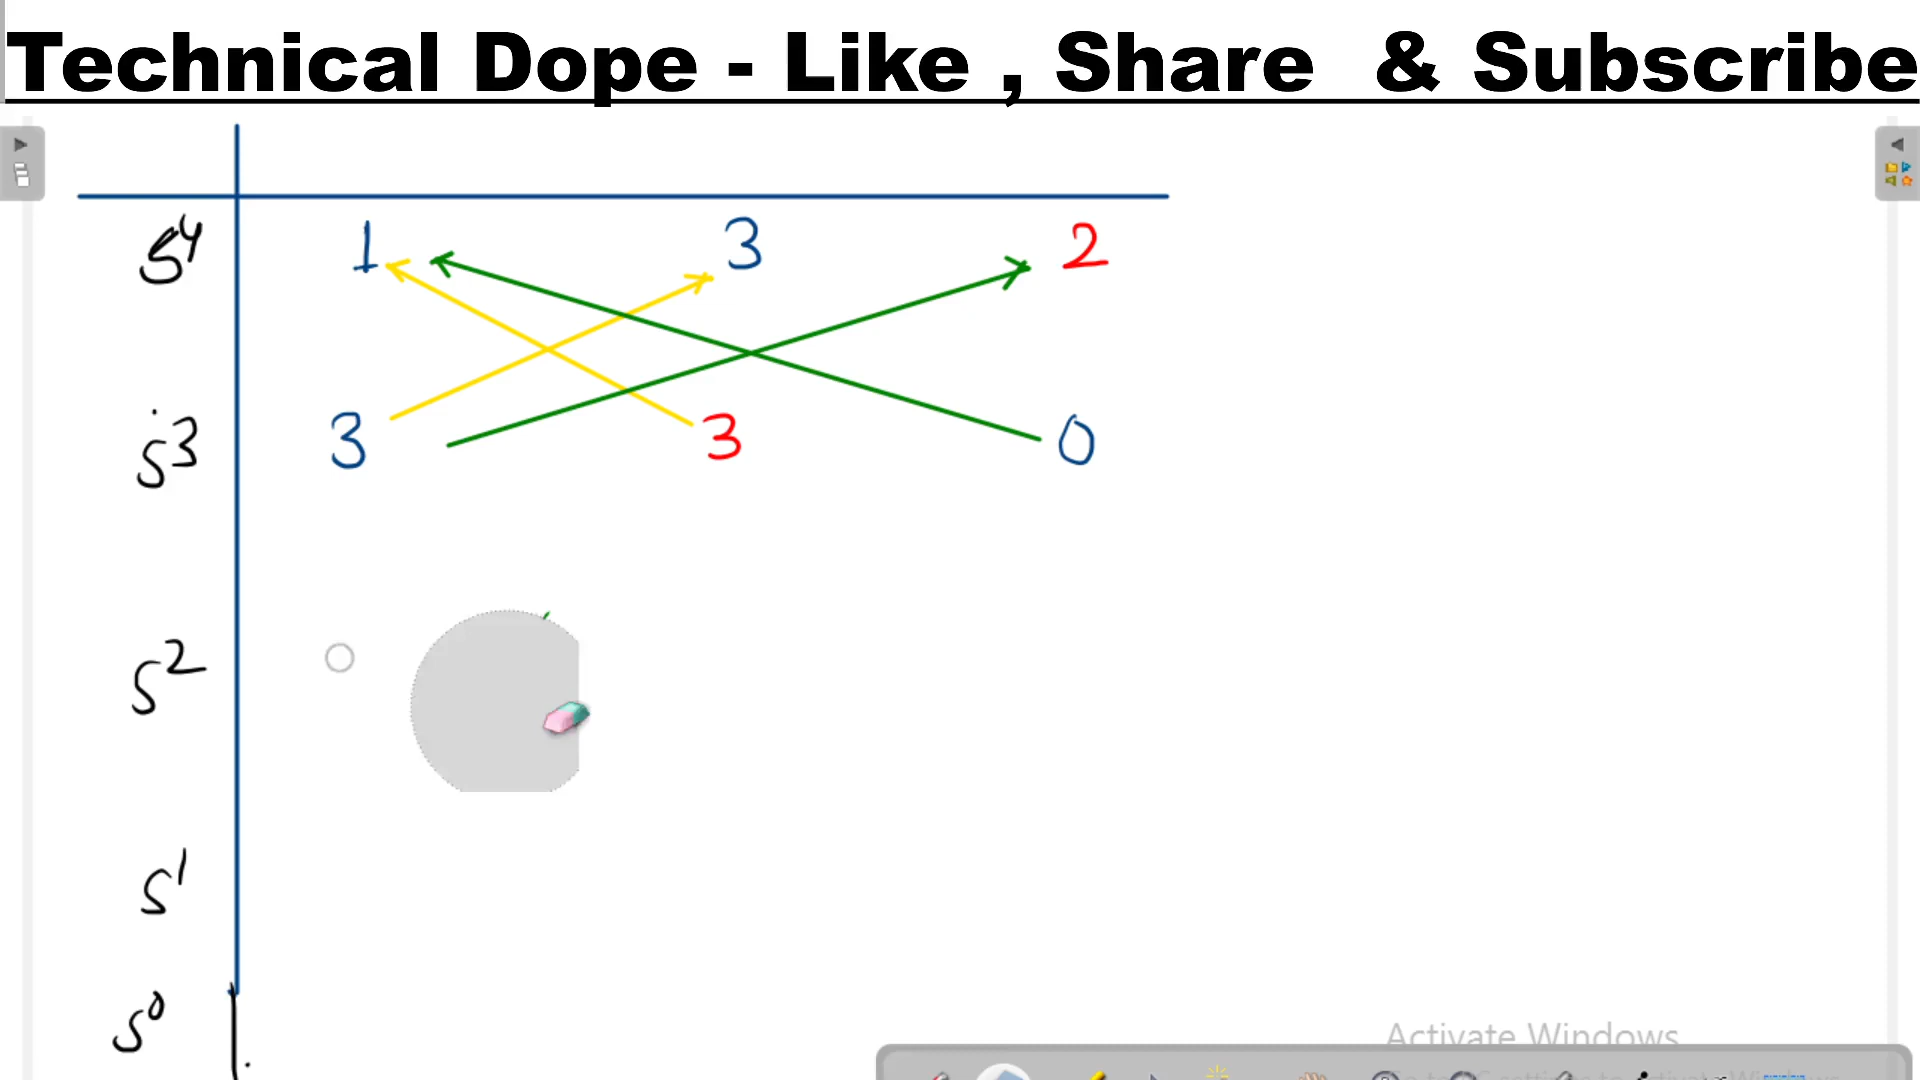 Technical Dope - Like , Share & Subscribe
S⁴ 1 3 2
S³ 3 3 0
S²
S¹
S⁰
Activate Windows